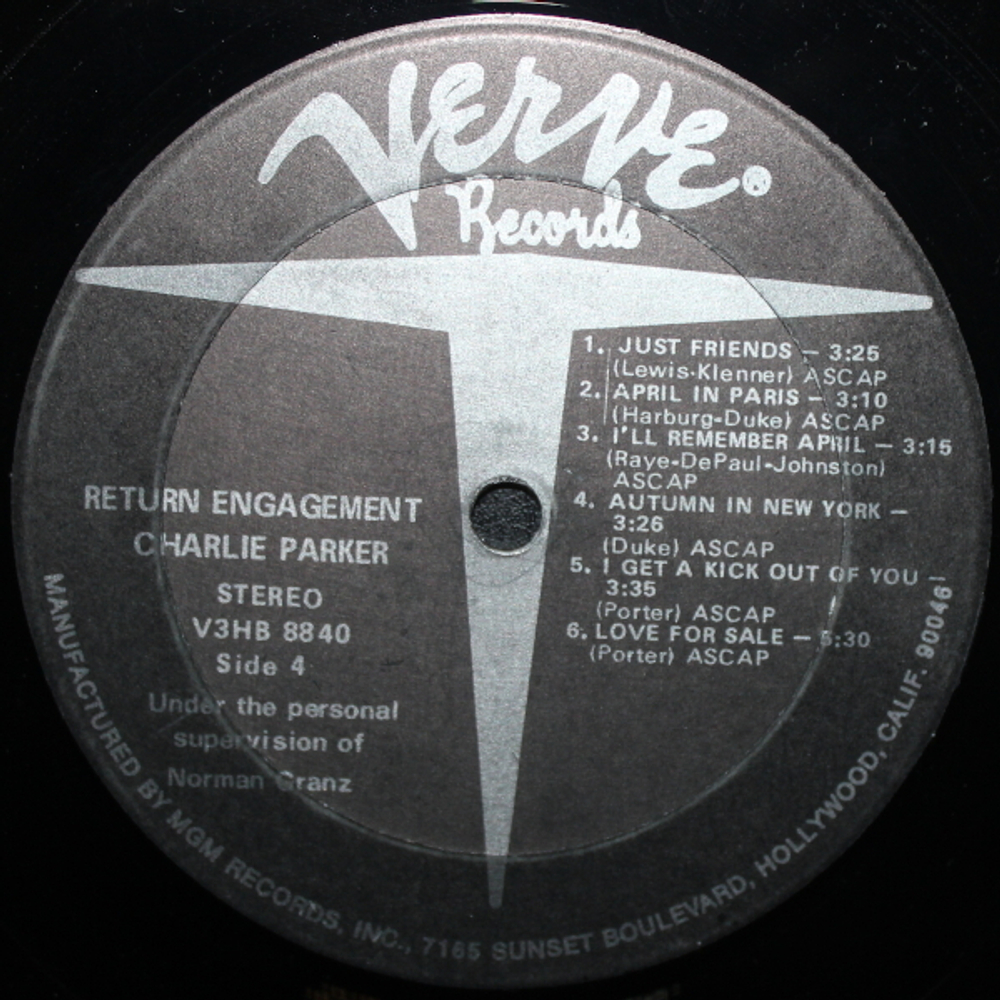 Verve®
Records
1. JUST FRIENDS — 3:25
(Lewis-Klenner) ASCAP
2. APRIL IN PARIS — 3:10
(Harburg-Duke) ASCAP
3. I'LL REMEMBER APRIL — 3:15
(Raye-DePaul-Johnston)
ASCAP
4. AUTUMN IN NEW YORK —
3:26
(Duke) ASCAP
5. I GET A KICK OUT OF YOU —
3:35
(Porter) ASCAP
6. LOVE FOR SALE —
(Porter) ASCAP
RETURN ENGAGEMENT
CHARLIE PARKER
STEREO
V3HB 8840
Side 4
Under the personal
supervision of
Norman Granz
MANUFACTURED BY MGM RECORDS, INC., 7165 SUNSET BOULEVARD, HOLLYWOOD, CALIF. 90046